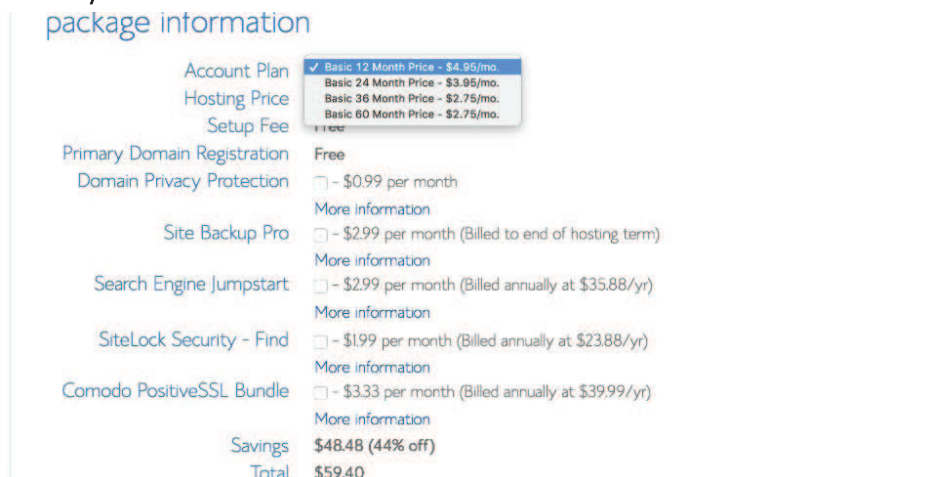 package information
Account Plan ✓ Basic 12 Month Price - $4.95/mo.
Basic 24 Month Price - $3.95/mo.
Hosting Price Basic 36 Month Price - $2.75/mo.
Basic 60 Month Price - $2.75/mo.
Setup Fee Free
Primary Domain Registration Free
Domain Privacy Protection - $0.99 per month
More information
Site Backup Pro - $2.99 per month (Billed to end of hosting term)
More information
Search Engine Jumpstart - $2.99 per month (Billed annually at $35.88/yr)
More information
SiteLock Security - Find - $1.99 per month (Billed annually at $23.88/yr)
More information
Comodo PositiveSSL Bundle - $3.33 per month (Billed annually at $39.99/yr)
More information
Savings $48.48 (44% off)
Total $59.40